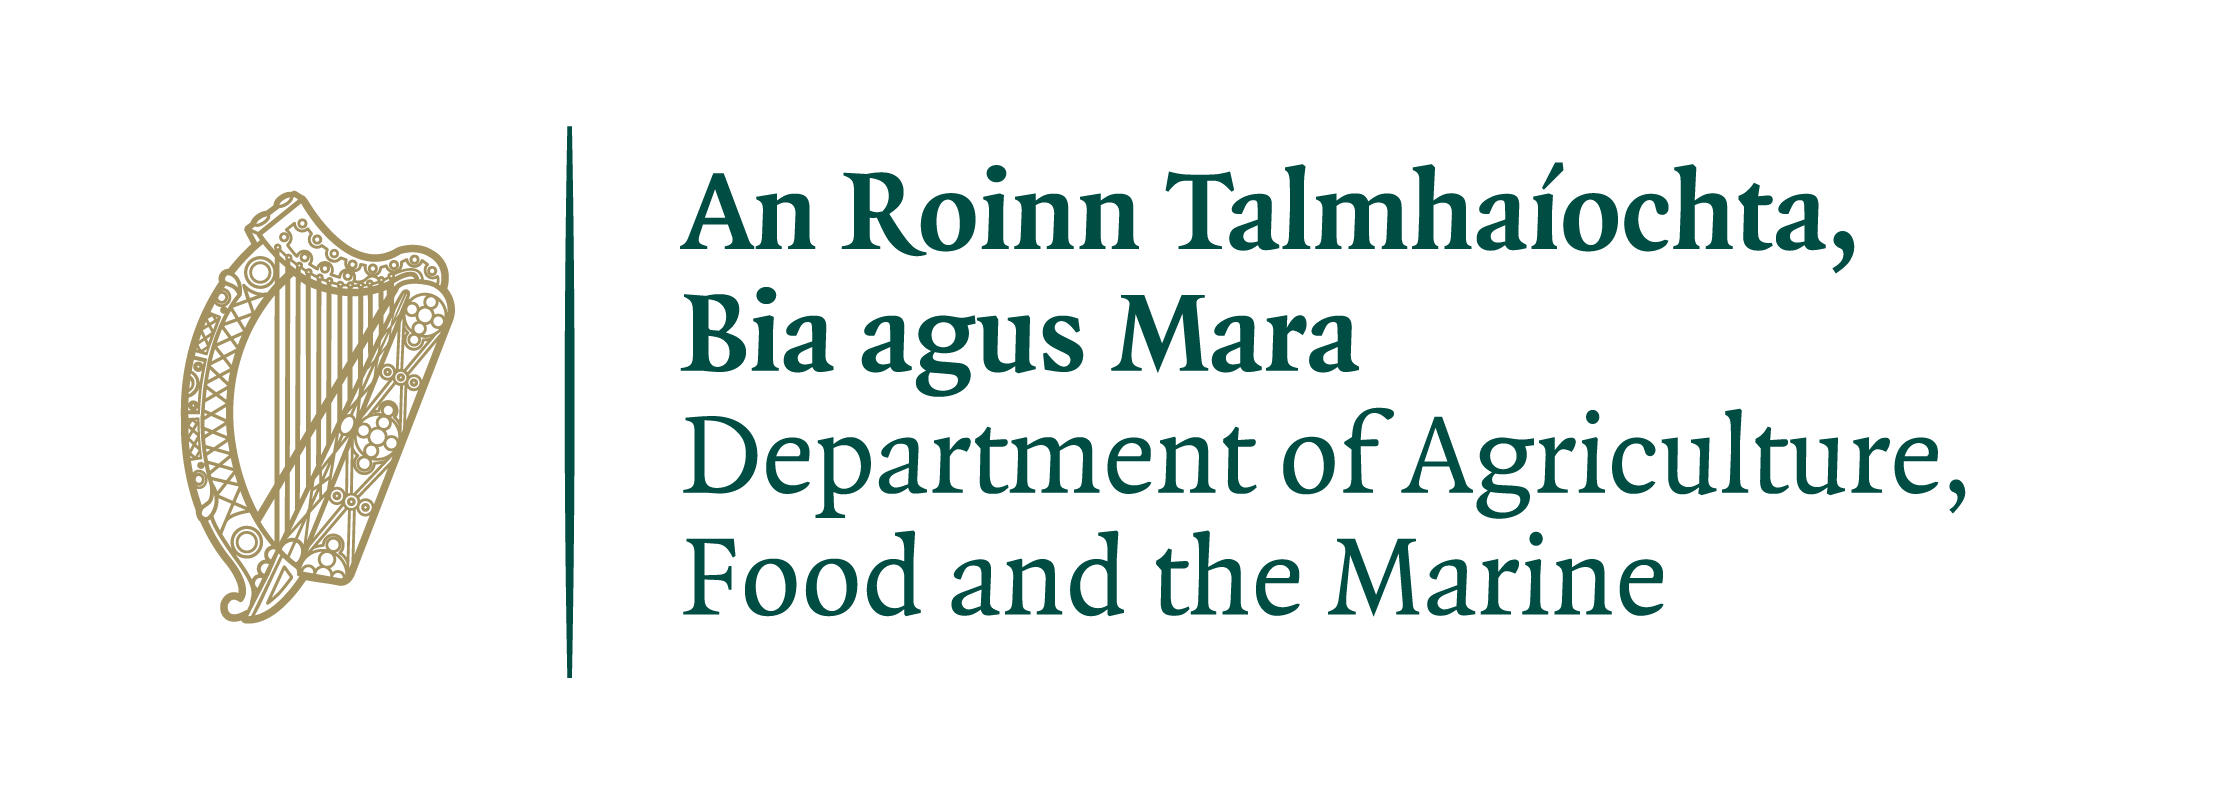 An Roinn Talmhaíochta,
Bia agus Mara
Department of Agriculture,
Food and the Marine